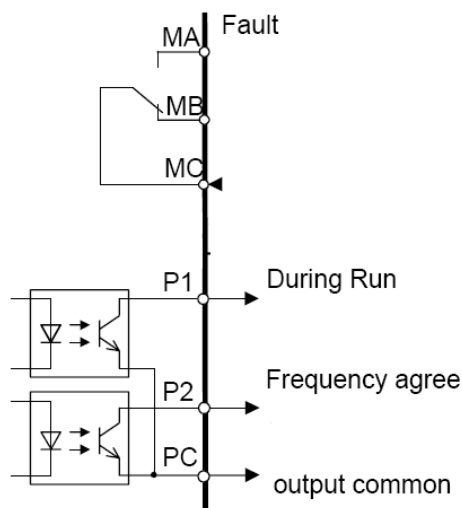 Fault
MA
MB
MC
P1
During Run
Frequency agree
P2
PC
output common